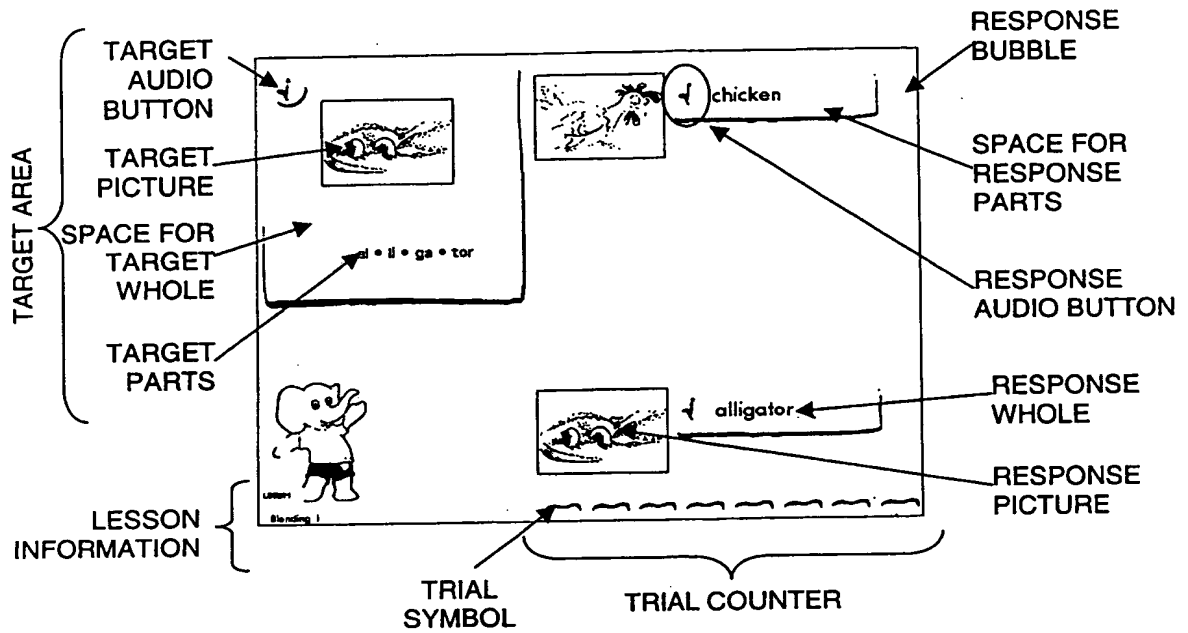 TARGET
AUDIO
BUTTON
TARGET
PICTURE
SPACE FOR
TARGET
WHOLE
TARGET
PARTS
TARGET AREA
LESSON
INFORMATION
• il • ga • tor
Blending 1
chicken
alligator
RESPONSE
BUBBLE
SPACE FOR
RESPONSE
PARTS
RESPONSE
AUDIO BUTTON
RESPONSE
WHOLE
RESPONSE
PICTURE
TRIAL
SYMBOL
TRIAL COUNTER